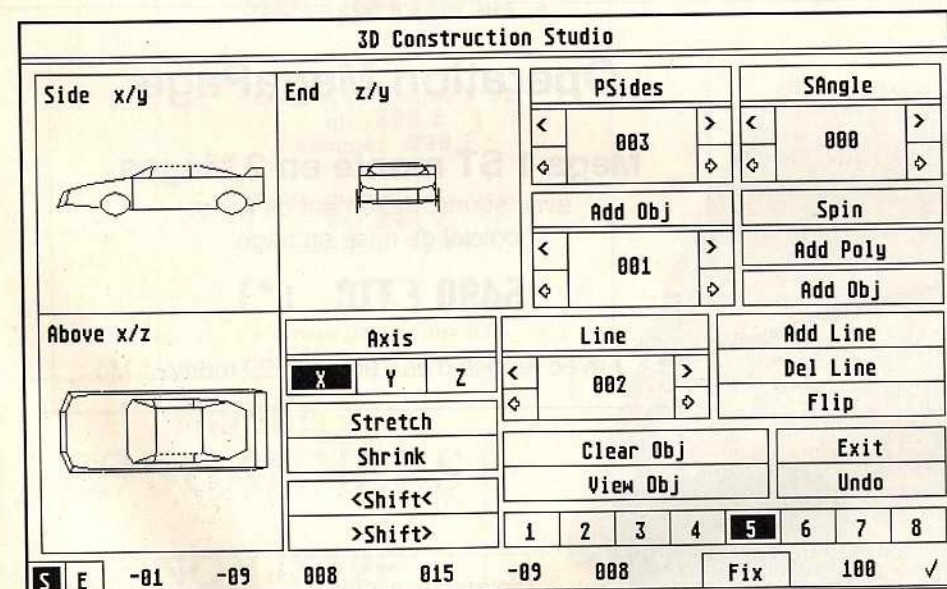 3D Construction Studio
Side x/y
End z/y
PSides
< 003 >
SAngle
< 000 >
Add Obj
< 001 >
Spin
Add Poly
Add Obj
Above x/z
Axis
X Y Z
Stretch
Shrink
<Shift<
>Shift>
Line
< 002 >
Add Line
Del Line
Flip
Clear Obj
View Obj
Exit
Undo
1 2 3 4 5 6 7 8
S E -01 -09 008 015 -09 008 Fix 100 √